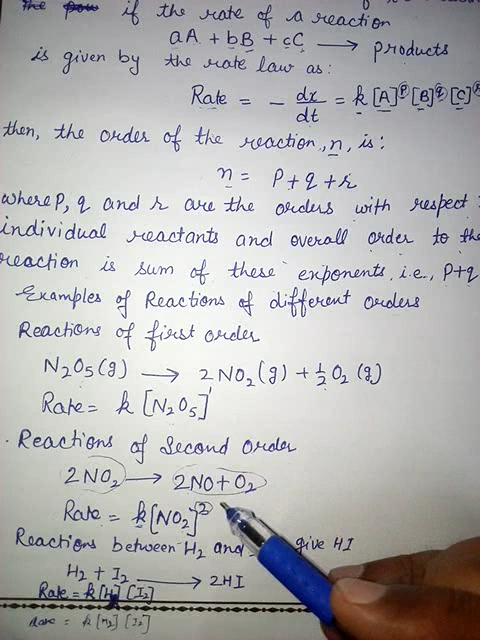 if the rate of a reaction
aA + bB + cC ⟶ products
is given by the rate law as:
Rate = - dx/dt = k [A]^p [B]^q [C]^r
then, the order of the reaction, n, is:
n = p + q + r
where p, q and r are the orders with respect
individual reactants and overall order to the
reaction is sum of these exponents, i.e., p+q
Examples of Reactions of different orders
Reactions of first order
N₂O₅(g) ⟶ 2NO₂(g) + ½O₂(g)
Rate = k [N₂O₅]¹
. Reactions of Second Order
2NO₂ ⟶ 2NO + O₂
Rate = k[NO₂]²
Reactions between H₂ and give HI
H₂ + I₂ ⟶ 2HI
Rate = k[H₂][I₂]
Rate = k[H₂][I₂]